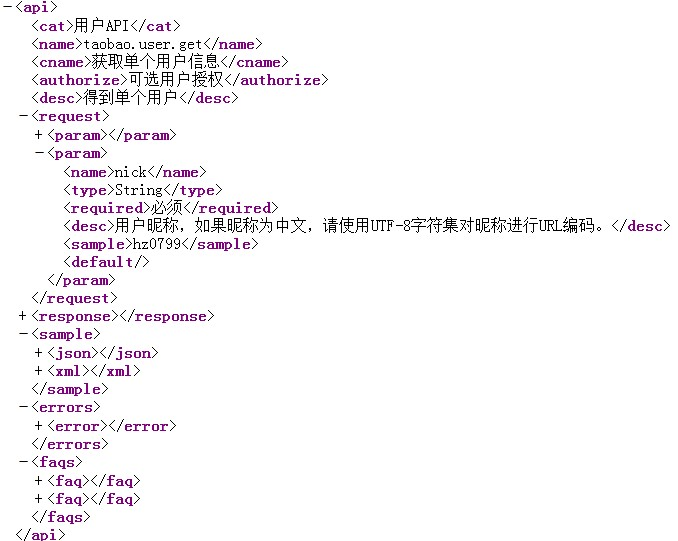 −<api>
<cat>用户API</cat>
<name>taobao.user.get</name>
<cname>获取单个用户信息</cname>
<authorize>可选用户授权</authorize>
<desc>得到单个用户</desc>
−<request>
+<param></param>
−<param>
<name>nick</name>
<type>String</type>
<required>必须</required>
<desc>用户昵称，如果昵称为中文，请使用UTF-8字符集对昵称进行URL编码。</desc>
<sample>hz0799</sample>
<default/>
</param>
</request>
+<response></response>
−<sample>
+<json></json>
+<xml></xml>
</sample>
−<errors>
+<error></error>
</errors>
−<faqs>
+<faq></faq>
+<faq></faq>
</faqs>
</api>